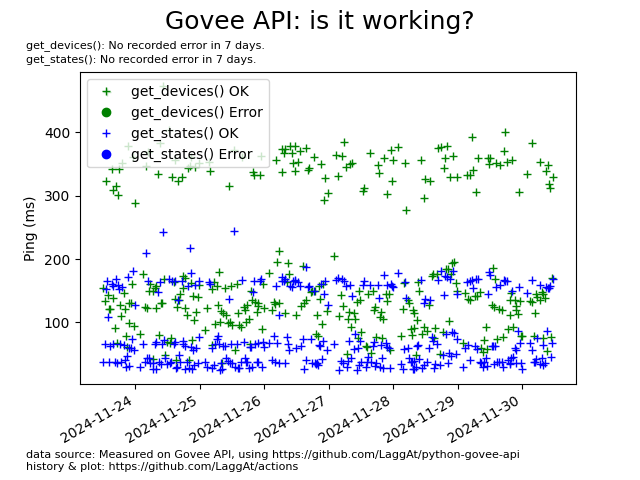 Govee API: is it working?
get_devices(): No recorded error in 7 days.
get_states(): No recorded error in 7 days.
get_devices() OK
get_devices() Error
get_states() OK
get_states() Error
Ping (ms)
400
300
200
100
2024-11-24
2024-11-25
2024-11-26
2024-11-27
2024-11-28
2024-11-29
2024-11-30
data source: Measured on Govee API, using https://github.com/LaggAt/python-govee-api
history & plot: https://github.com/LaggAt/actions